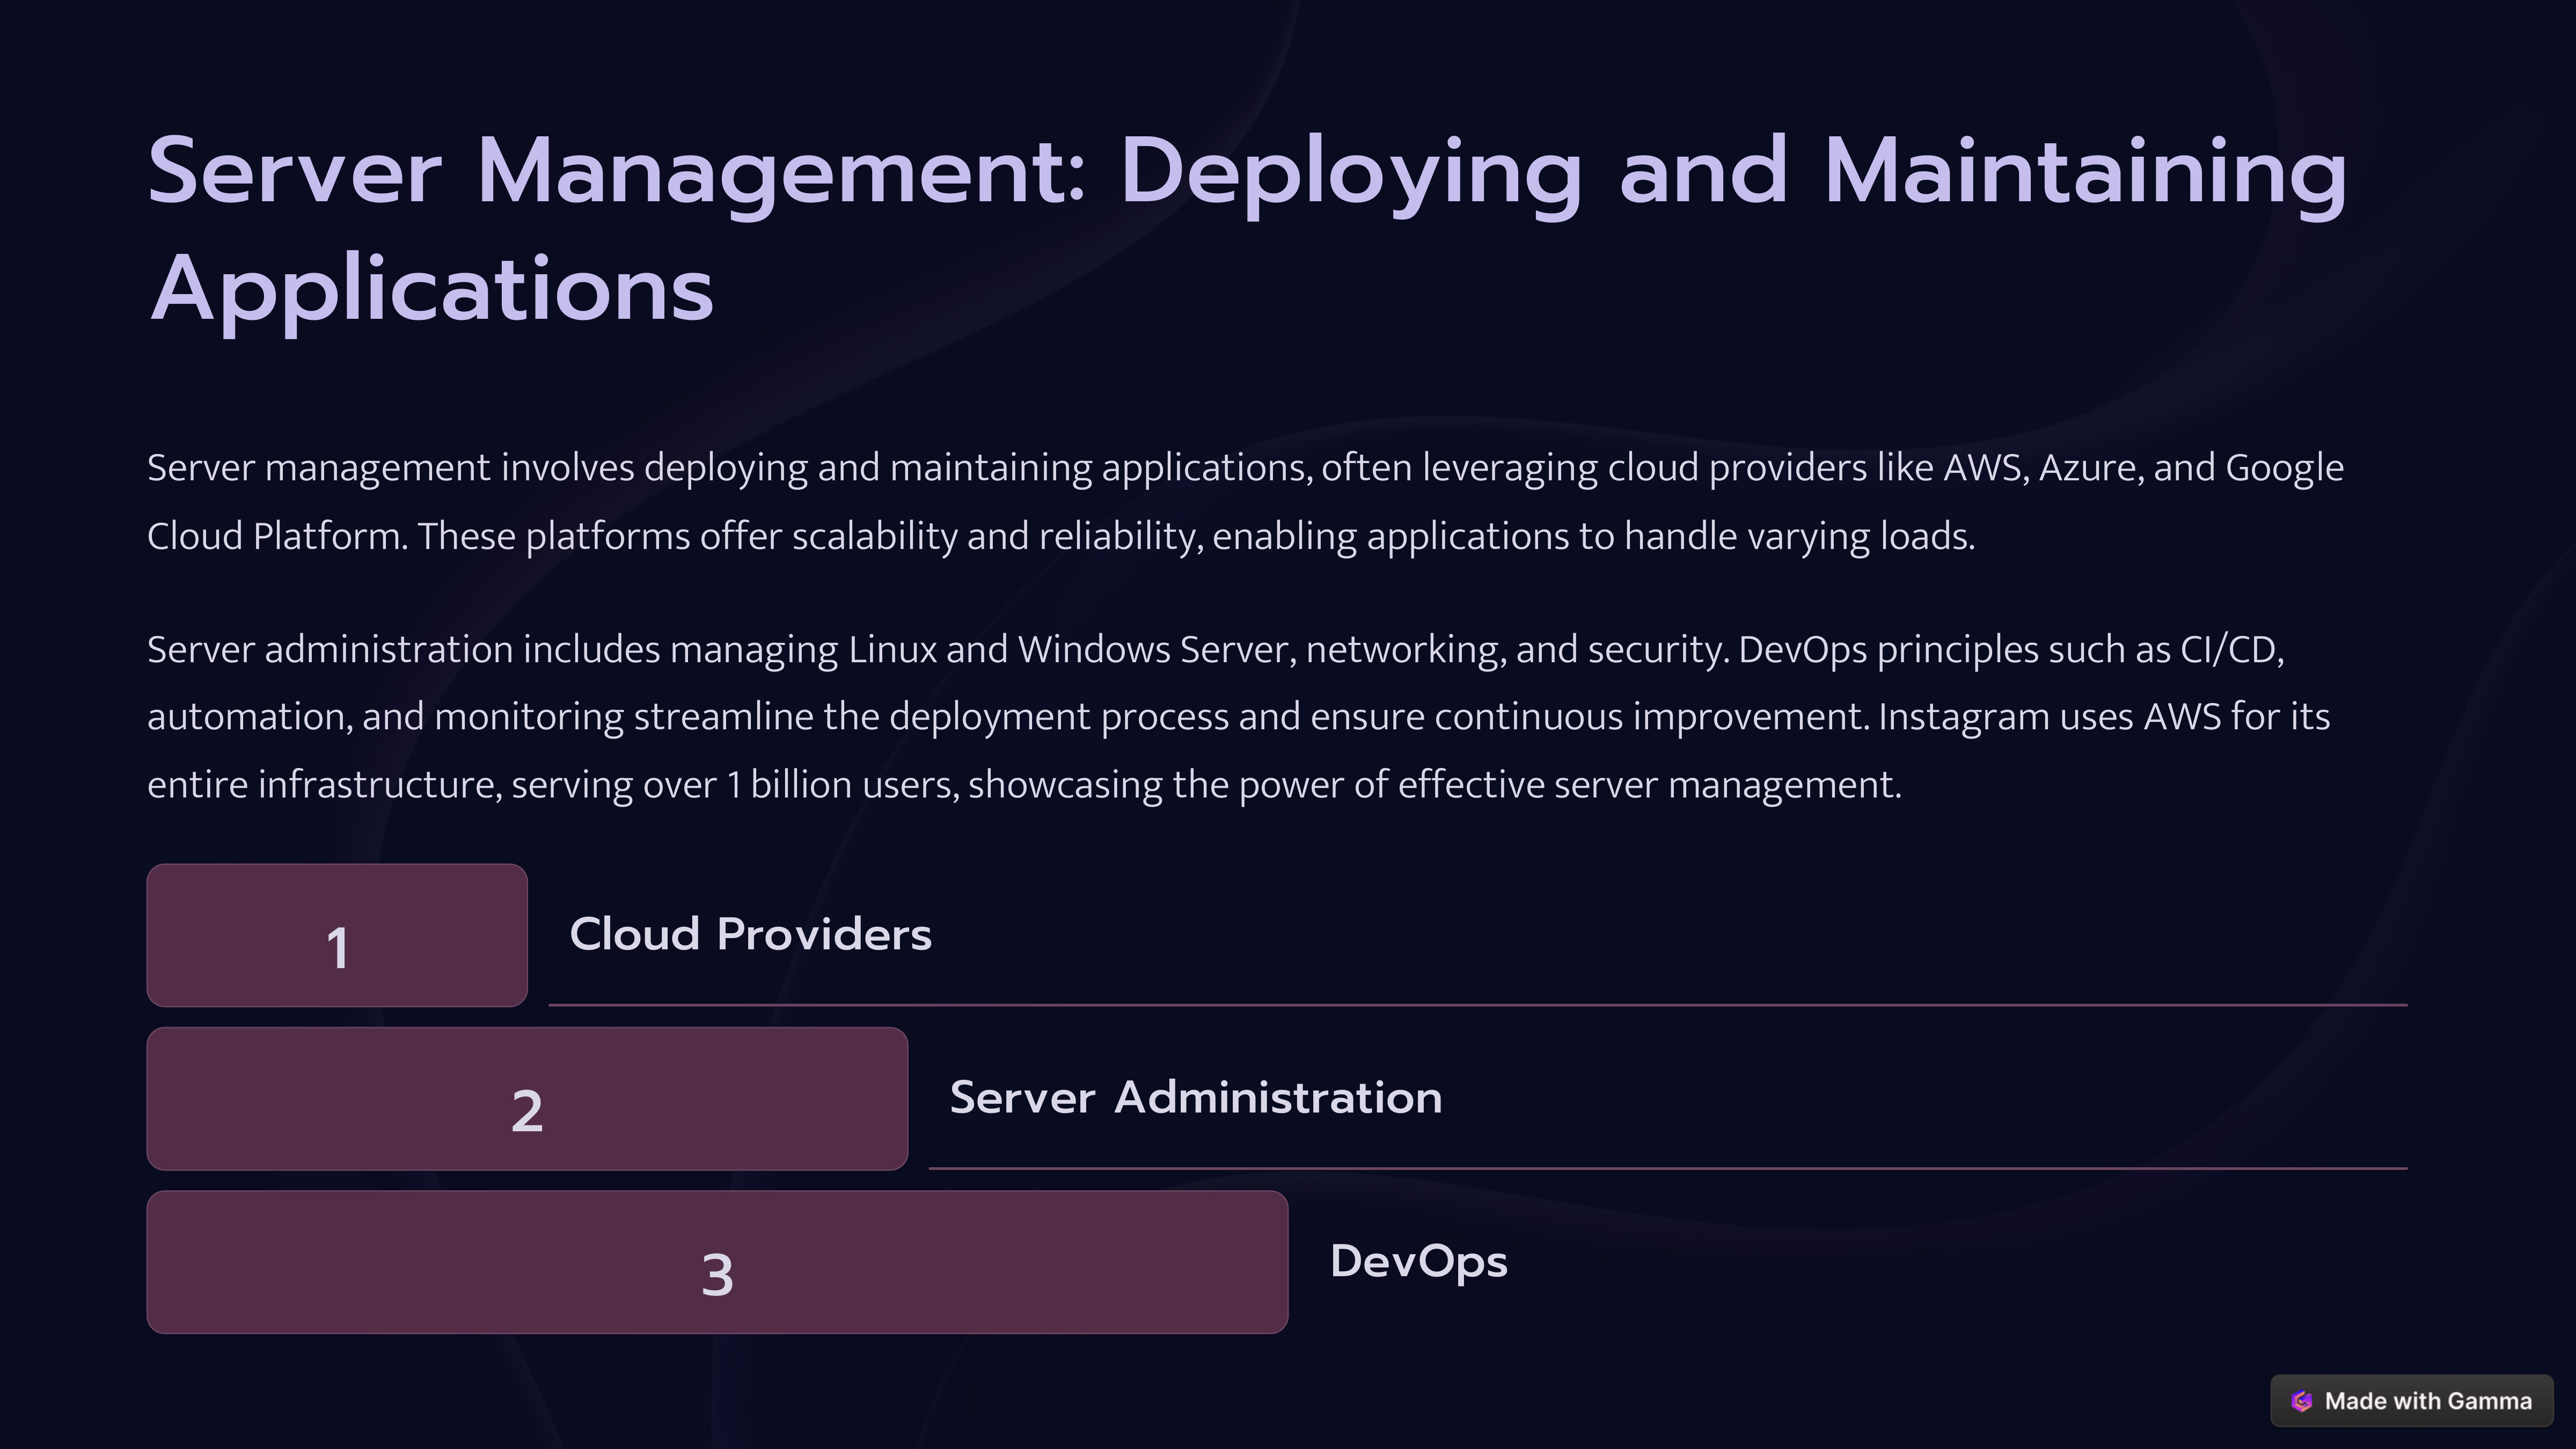 Server Management: Deploying and Maintaining
Applications
Server management involves deploying and maintaining applications, often leveraging cloud providers like AWS, Azure, and Google
Cloud Platform. These platforms offer scalability and reliability, enabling applications to handle varying loads.
Server administration includes managing Linux and Windows Server, networking, and security. DevOps principles such as CI/CD,
automation, and monitoring streamline the deployment process and ensure continuous improvement. Instagram uses AWS for its
entire infrastructure, serving over 1 billion users, showcasing the power of effective server management.
1
Cloud Providers
2
Server Administration
3
DevOps
Made with Gamma